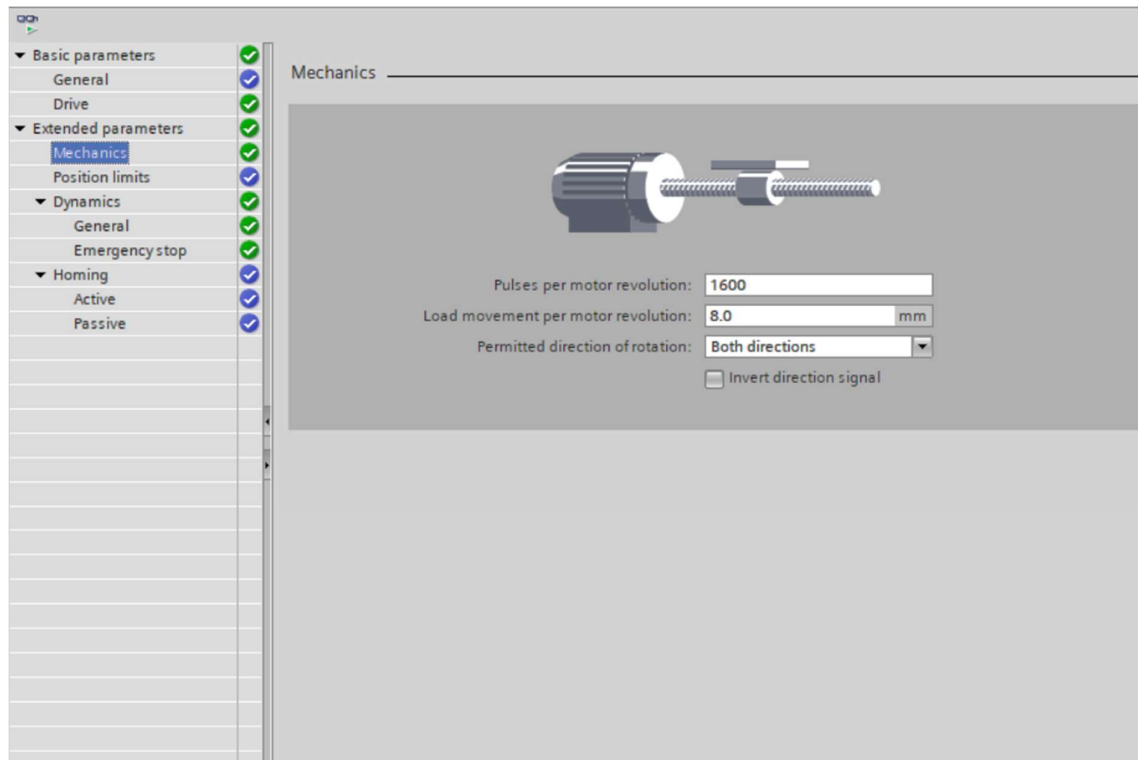 Basic parameters
General
Drive
Extended parameters
Mechanics
Position limits
Dynamics
General
Emergency stop
Homing
Active
Passive
Mechanics
Pulses per motor revolution: 1600
Load movement per motor revolution: 8.0 mm
Permitted direction of rotation: Both directions
Invert direction signal